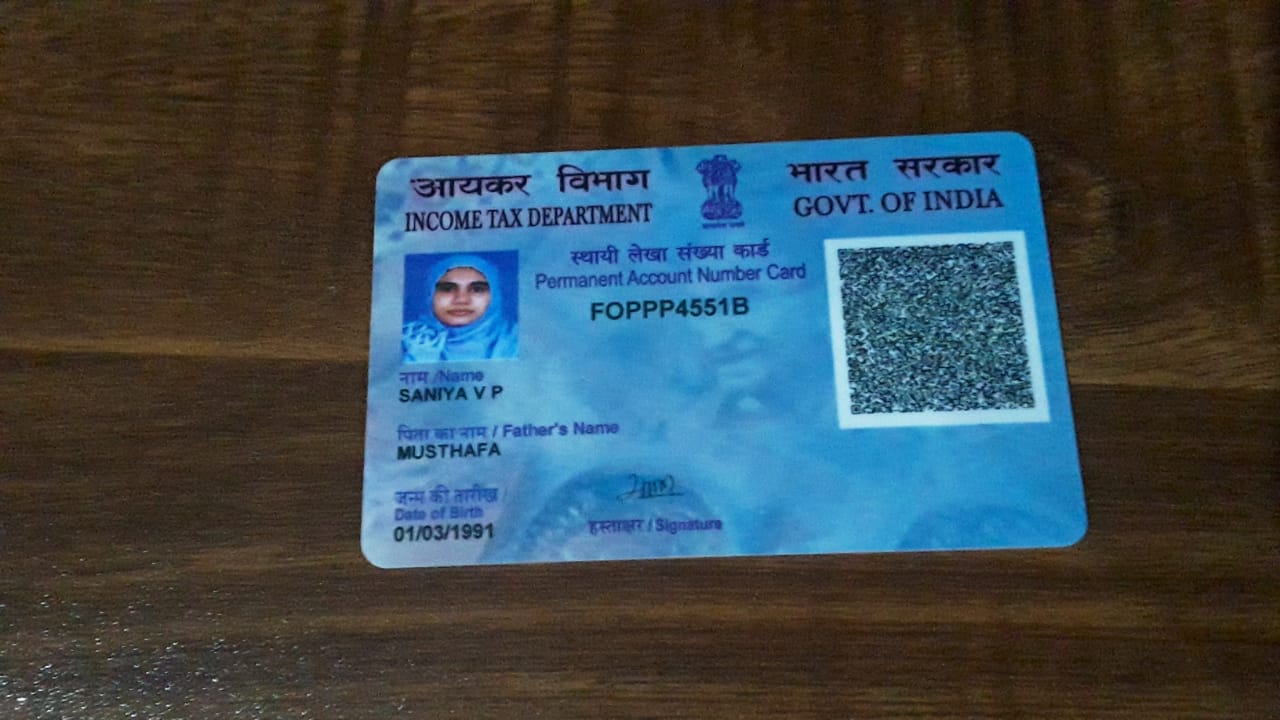 आयकर विभाग
INCOME TAX DEPARTMENT
भारत सरकार
GOVT. OF INDIA
स्थायी लेखा संख्या कार्ड
Permanent Account Number Card
FOPPP4551B
नाम /Name
SANIYA V P
पिता का नाम / Father's Name
MUSTHAFA
जन्म की तारीख /
Date of Birth
01/03/1991
हस्ताक्षर / Signature